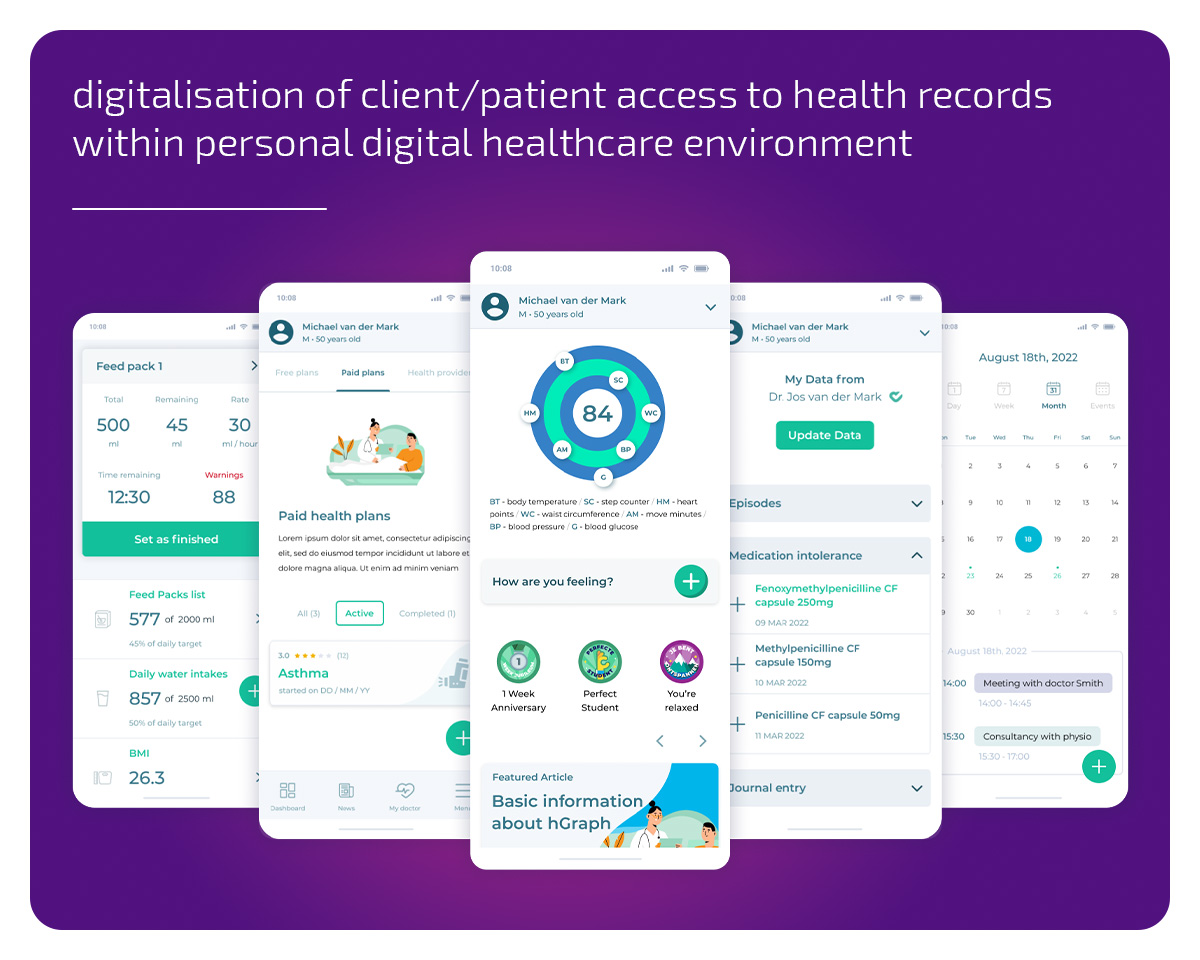 digitalisation of client/patient access to health records
within personal digital healthcare environment
10:08
Feed pack 1
Total Remaining Rate
500 45 30
ml ml ml / hour
Time remaining Warnings
12:30 88
Set as finished
Feed Packs list
577 of 2000 ml
45% of daily target
Daily water intakes
857 of 2500 ml
50% of daily target
BMI
26.3
10:08
Michael van der Mark
M • 50 years old
Free plans Paid plans Health provider
Paid health plans
Lorem ipsum dolor sit amet, consectetur adipiscing
elit, sed do eiusmod tempor incididunt ut labore et
dolore magna aliqua. Ut enim ad minim veniam
All (3) Active Completed (1)
3.0 (12)
Asthma
started on DD / MM / YY
Dashboard News My doctor Menu
10:08
Michael van der Mark
M • 50 years old
BT
SC
HM 84 WC
AM BP
G
BT - body temperature / SC - step counter / HM - heart
points / WC - waist circumference / AM - move minutes /
BP - blood pressure / G - blood glucose
How are you feeling?
1
PERFECTE
STUDENT
JE BENT
ONTSPANNEN
1 Week
Anniversary
Perfect
Student
You're
relaxed
Featured Article
Basic information
about hGraph
0:08
Michael van der Mark
M • 50 years old
My Data from
Dr. Jos van der Mark
Update Data
Episodes
Medication intolerance
Fenoxymethylpenicilline CF
capsule 250mg
09 MAR 2022
Methylpenicilline CF
capsule 150mg
10 MAR 2022
Penicilline CF capsule 50mg
11 MAR 2022
Journal entry
10:08
August 18th, 2022
1 7 31
Day Week Month Events
on Tue Wed Thu Fri Sat Sun
2 3 4 5 6 7
9 10 11 12 13 14
5 16 17 18 19 20 21
2 23 24 25 26 27 28
9 30 1 2 3 4 5
August 18th, 2022
14:00 Meeting with doctor Smith
14:00 - 14:45
15:30 Consultancy with physio
15:30 - 17:00